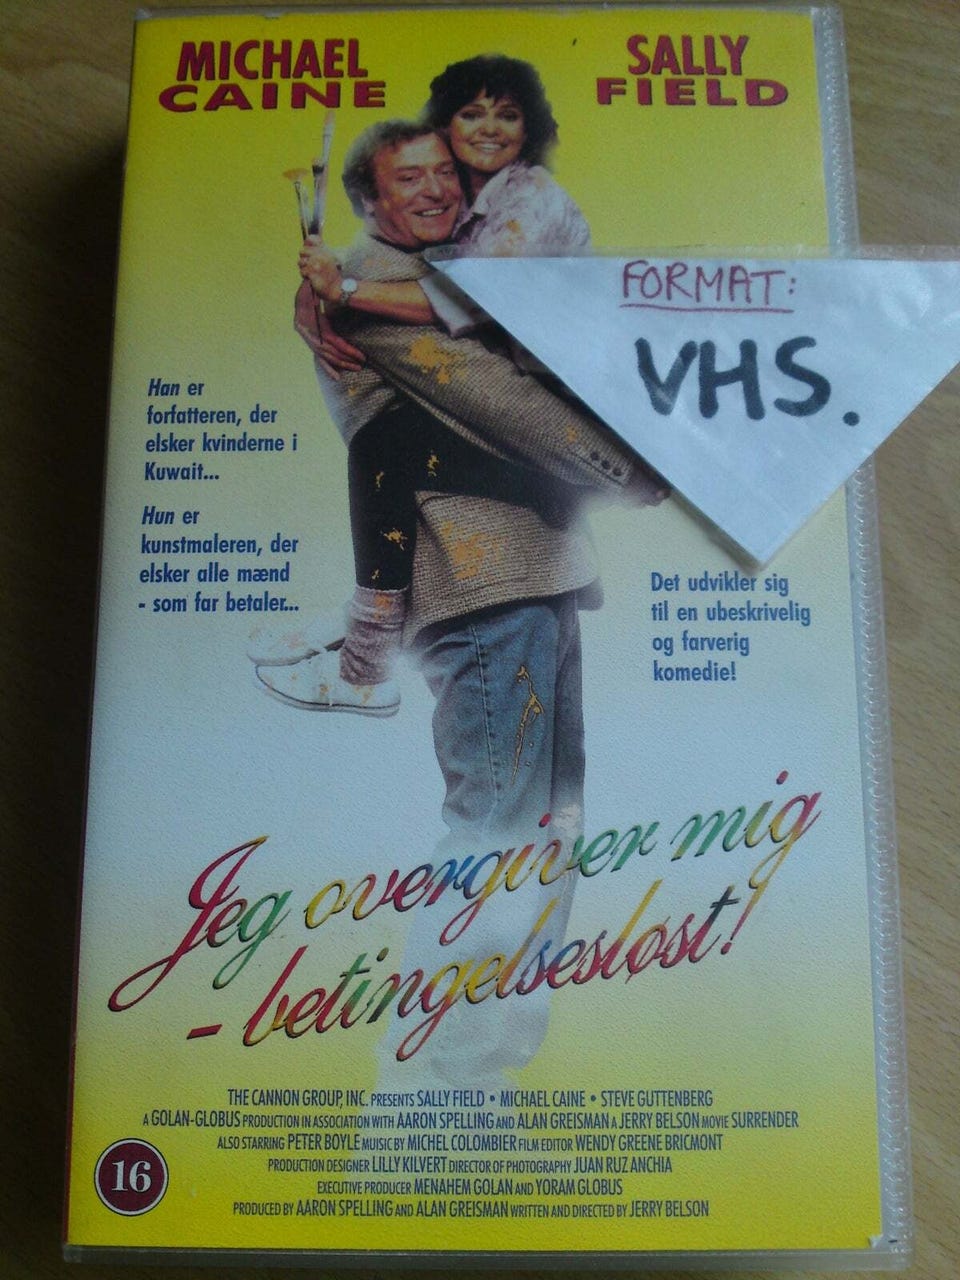 MICHAEL
CAINE
SALLY
FIELD
FORMAT:
VHS.
Han er
forfatteren, der
elsker kvinderne i
Kuwait...
Hun er
kunstmaleren, der
elsker alle mænd
- som far betaler...
Det udvikler sig
til en ubeskrivelig
og farverig
komedie!
Jeg overgiver mig
- betingelsesløst!
THE CANNON GROUP, INC. PRESENTS SALLY FIELD • MICHAEL CAINE • STEVE GUTTENBERG
A GOLAN-GLOBUS PRODUCTION IN ASSOCIATION WITH AARON SPELLING AND ALAN GREISMAN A JERRY BELSON MOVIE SURRENDER
ALSO STARRING PETER BOYLE MUISIC BY MICHEL COLOMBIER FILM EDITOR WENDY GREENE BRICMONT
PRODUCTION DESIGNER LILLY KILVERT DIRECTOR OF PHOTOGRAPHY JUAN RUZ ANCHIA
EXECUTIVE PRODUCER MENAHEM GOLAN AND YORAM GLOBUS
PRODUCED BY AARON SPELLING AND ALAN GREISMAN WRITTEN AND DIRECTED BY JERRY BELSON
16